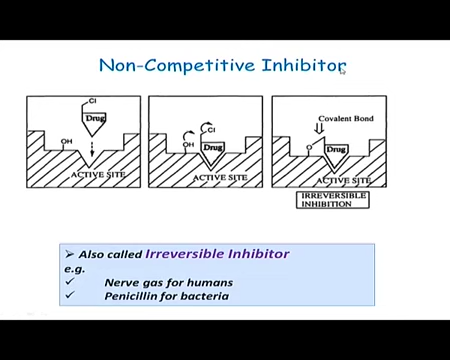 Non-Competitive Inhibitor
Cl
Drug
OH
ACTIVE SITE
Cl
OH
Drug
ACTIVE SITE
Covalent Bond
O
Drug
ACTIVE SITE
IRREVERSIBLE
INHIBITION
Also called Irreversible Inhibitor
e.g.
Nerve gas for humans
Penicillin for bacteria